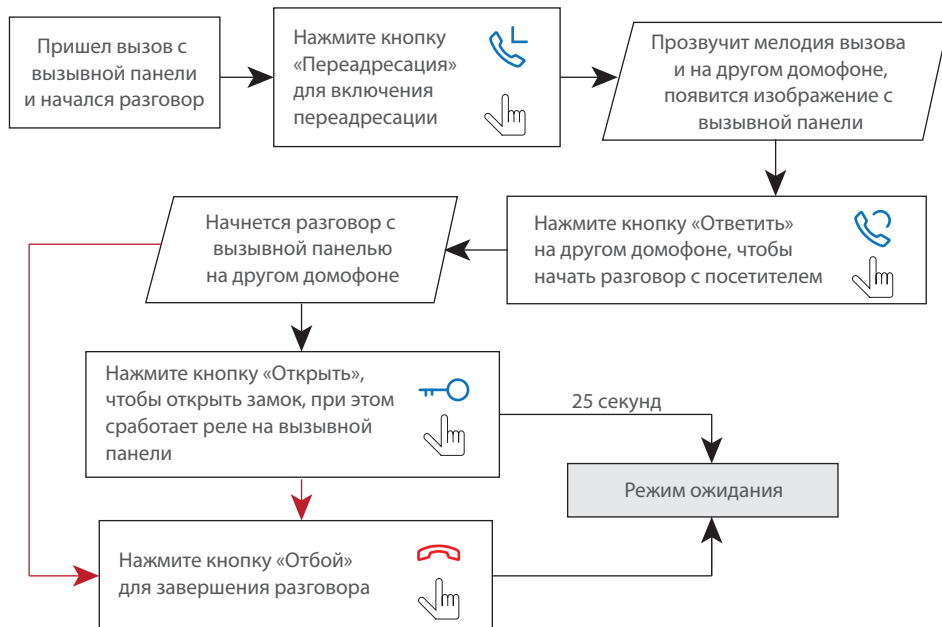 Пришел вызов с
вызывной панели
и начался разговор
Нажмите кнопку
«Переадресация»
для включения
переадресации
Прозвучит мелодия вызова
и на другом домофоне,
появится изображение с
вызывной панели
Начнется разговор с
вызывной панелью
на другом домофоне
Нажмите кнопку «Ответить»
на другом домофоне, чтобы
начать разговор с посетителем
Нажмите кнопку «Открыть»,
чтобы открыть замок, при этом
сработает реле на вызывной
панели
25 секунд
Режим ожидания
Нажмите кнопку «Отбой»
для завершения разговора